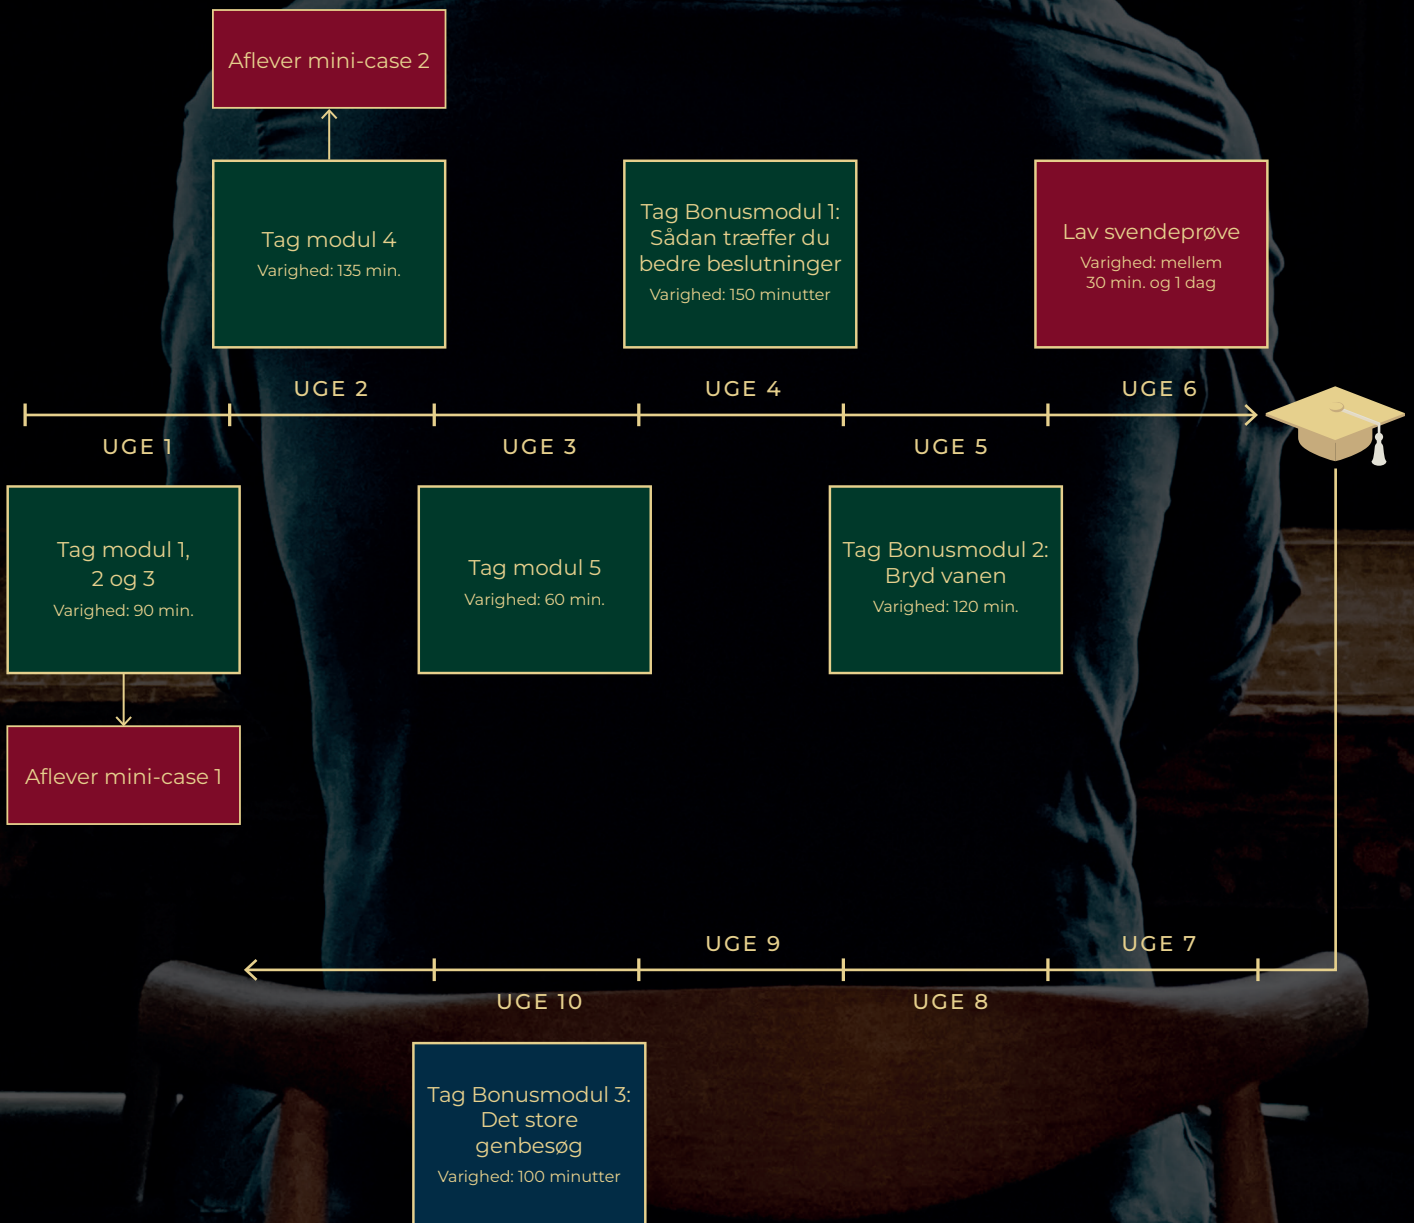 Aflever mini-case 2
Tag modul 4
Varighed: 135 min.
Tag Bonusmodul 1:
Sådan træffer du
bedre beslutninger
Varighed: 150 minutter
Lav svendeprøve
Varighed: mellem
30 min. og 1 dag
UGE 2
UGE 4
UGE 6
UGE 1
UGE 3
UGE 5
Tag modul 1,
2 og 3
Varighed: 90 min.
Tag modul 5
Varighed: 60 min.
Tag Bonusmodul 2:
Bryd vanen
Varighed: 120 min.
Aflever mini-case 1
UGE 9
UGE 7
UGE 10
UGE 8
Tag Bonusmodul 3:
Det store
genbesøg
Varighed: 100 minutter